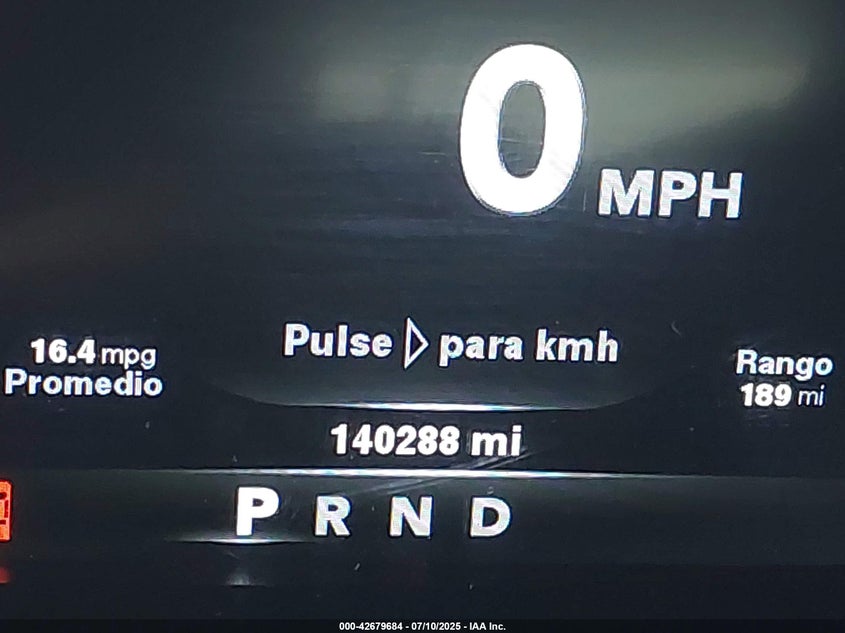 0 MPH
Pulse ▷ para kmh
16.4 mpg
Promedio
Rango
189 mi
140288 mi
P R N D
000-42679684 - 07/10/2025 - IAA Inc.